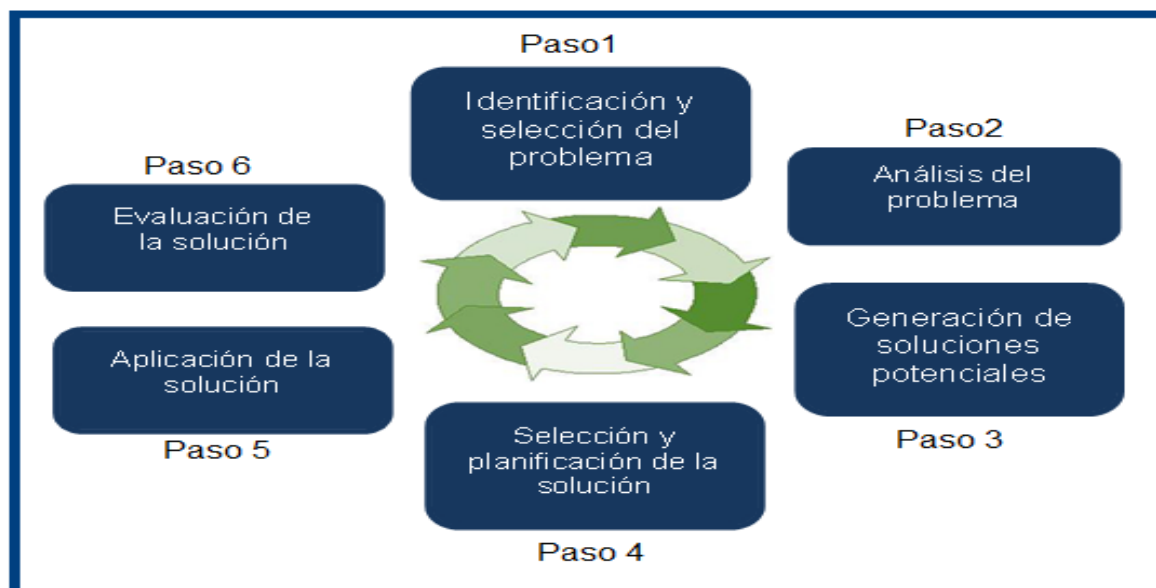 Paso1
Identificación y
selección del
problema
Paso2
Análisis del
problema
Generación de
soluciones
potenciales
Paso 3
Selección y
planificación de la
solución
Paso 4
Aplicación de la
solución
Paso 5
Paso 6
Evaluación de
la solución